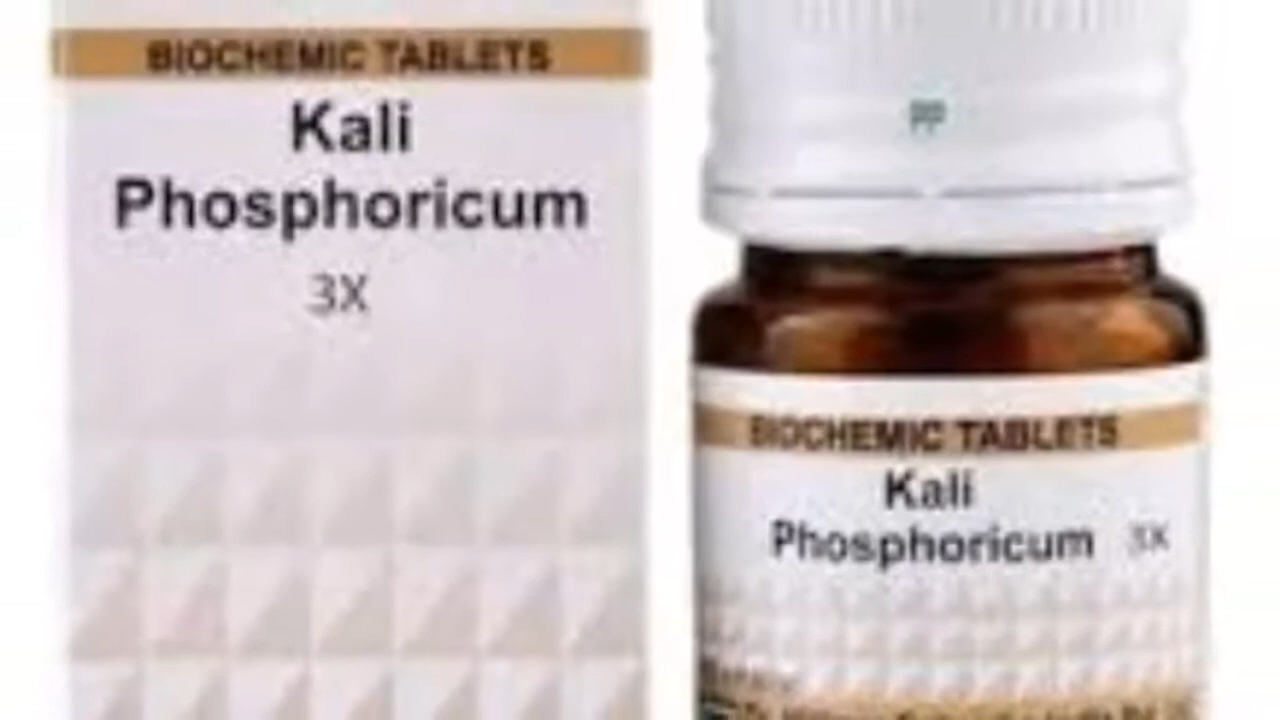 BIOCHEMIC TABLETS
Kali
Phosphoricum
3X
BIOCHEMIC TABLETS
Kali
Phosphoricum 3X